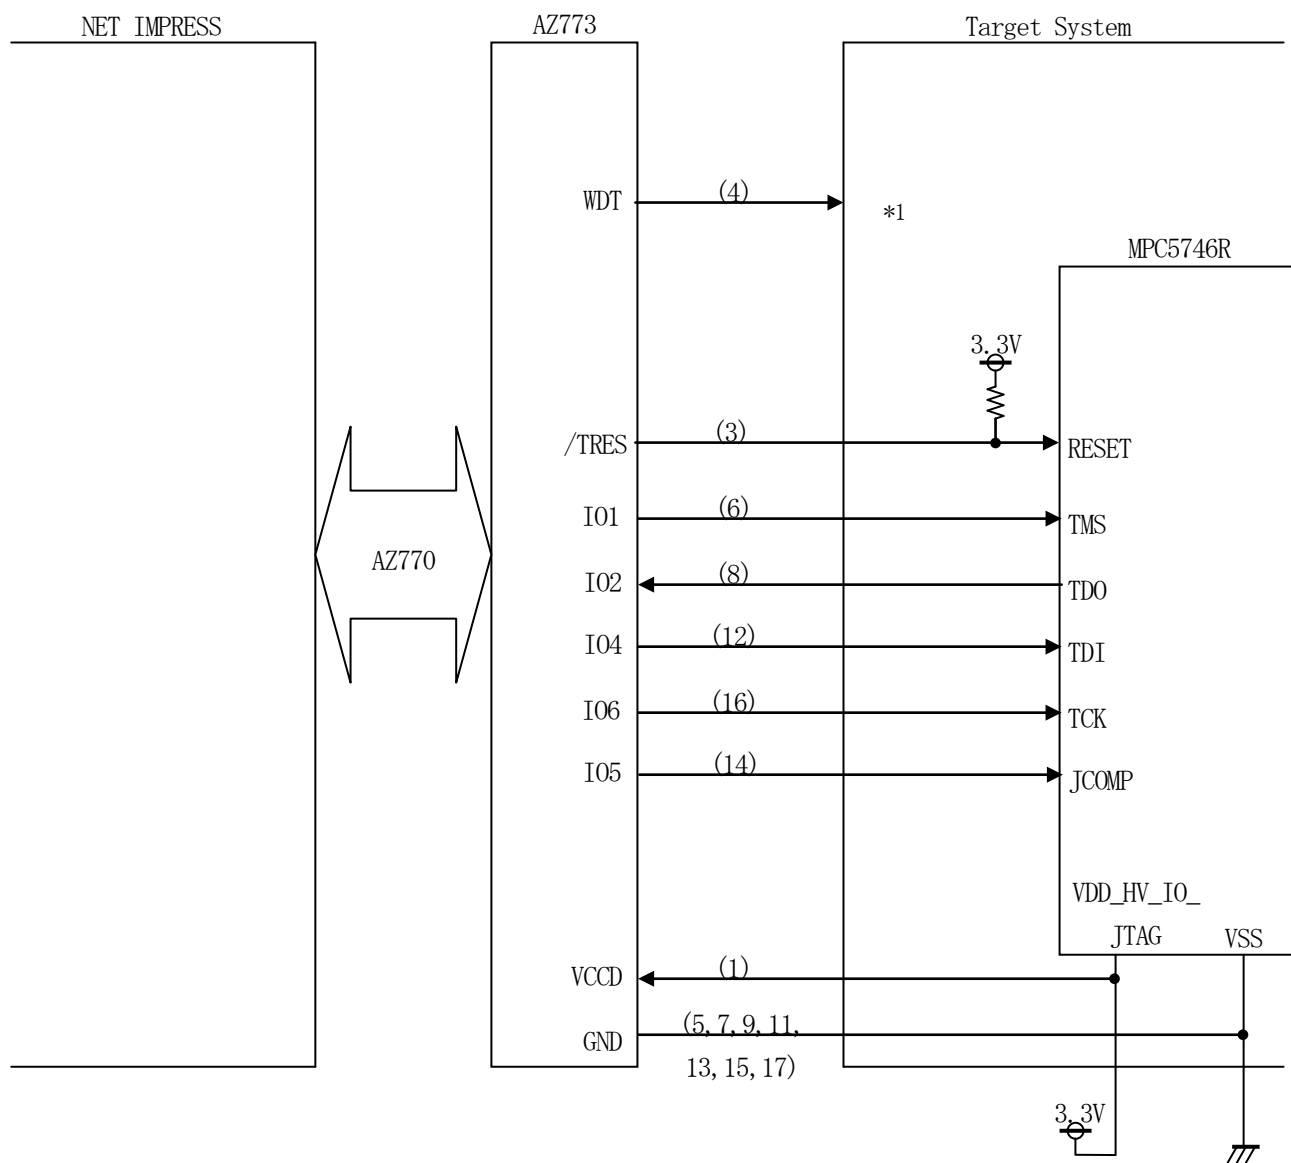 NET IMPRESS
AZ773
Target System
WDT
(4)
*1
MPC5746R
3.3V
/TRES
(3)
RESET
IO1
(6)
TMS
AZ770
IO2
(8)
TDO
IO4
(12)
TDI
IO6
(16)
TCK
IO5
(14)
JCOMP
VDD_HV_IO_
JTAG
VSS
VCCD
(1)
GND
(5,7,9,11,
13,15,17)
3.3V